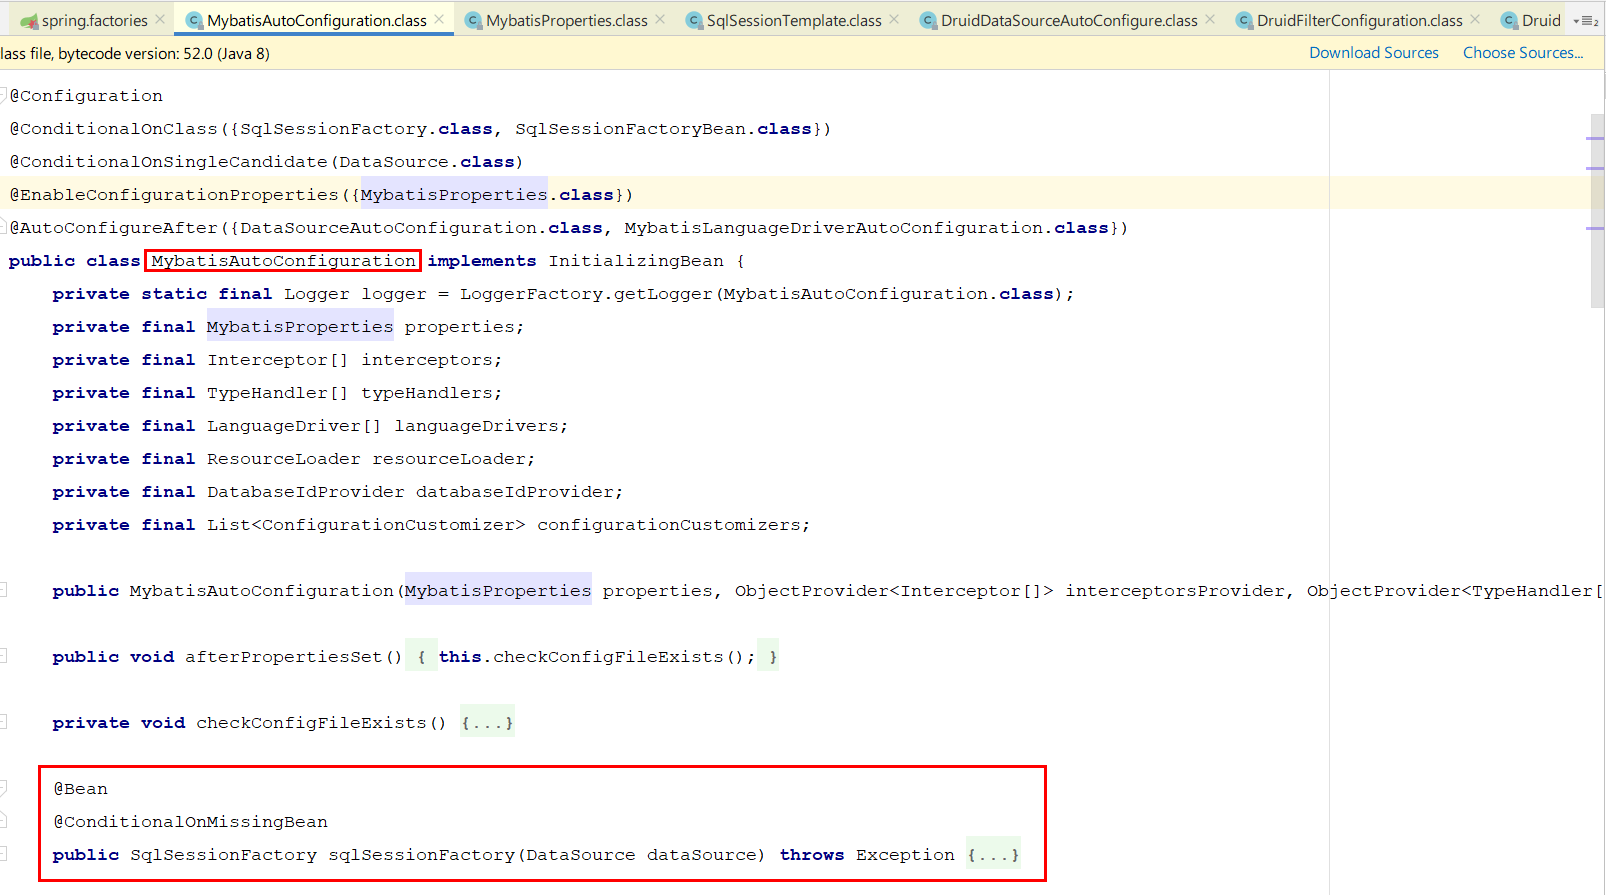 spring.factories MybatisAutoConfiguration.class MybatisProperties.class SqlSessionTemplate.class DruidDataSourceAutoConfigure.class DruidFilterConfiguration.class Druid
lass file, bytecode version: 52.0 (Java 8) Download Sources Choose Sources...
@Configuration
@ConditionalOnClass({SqlSessionFactory.class, SqlSessionFactoryBean.class})
@ConditionalOnSingleCandidate(DataSource.class)
@EnableConfigurationProperties({MybatisProperties.class})
@AutoConfigureAfter({DataSourceAutoConfiguration.class, MybatisLanguageDriverAutoConfiguration.class})
public class MybatisAutoConfiguration implements InitializingBean {
    private static final Logger logger = LoggerFactory.getLogger(MybatisAutoConfiguration.class);
    private final MybatisProperties properties;
    private final Interceptor[] interceptors;
    private final TypeHandler[] typeHandlers;
    private final LanguageDriver[] languageDrivers;
    private final ResourceLoader resourceLoader;
    private final DatabaseIdProvider databaseIdProvider;
    private final List<ConfigurationCustomizer> configurationCustomizers;
    public MybatisAutoConfiguration(MybatisProperties properties, ObjectProvider<Interceptor[]> interceptorsProvider, ObjectProvider<TypeHandler[
    public void afterPropertiesSet() { this.checkConfigFileExists(); }
    private void checkConfigFileExists() {...}
    @Bean
    @ConditionalOnMissingBean
    public SqlSessionFactory sqlSessionFactory(DataSource dataSource) throws Exception {...}